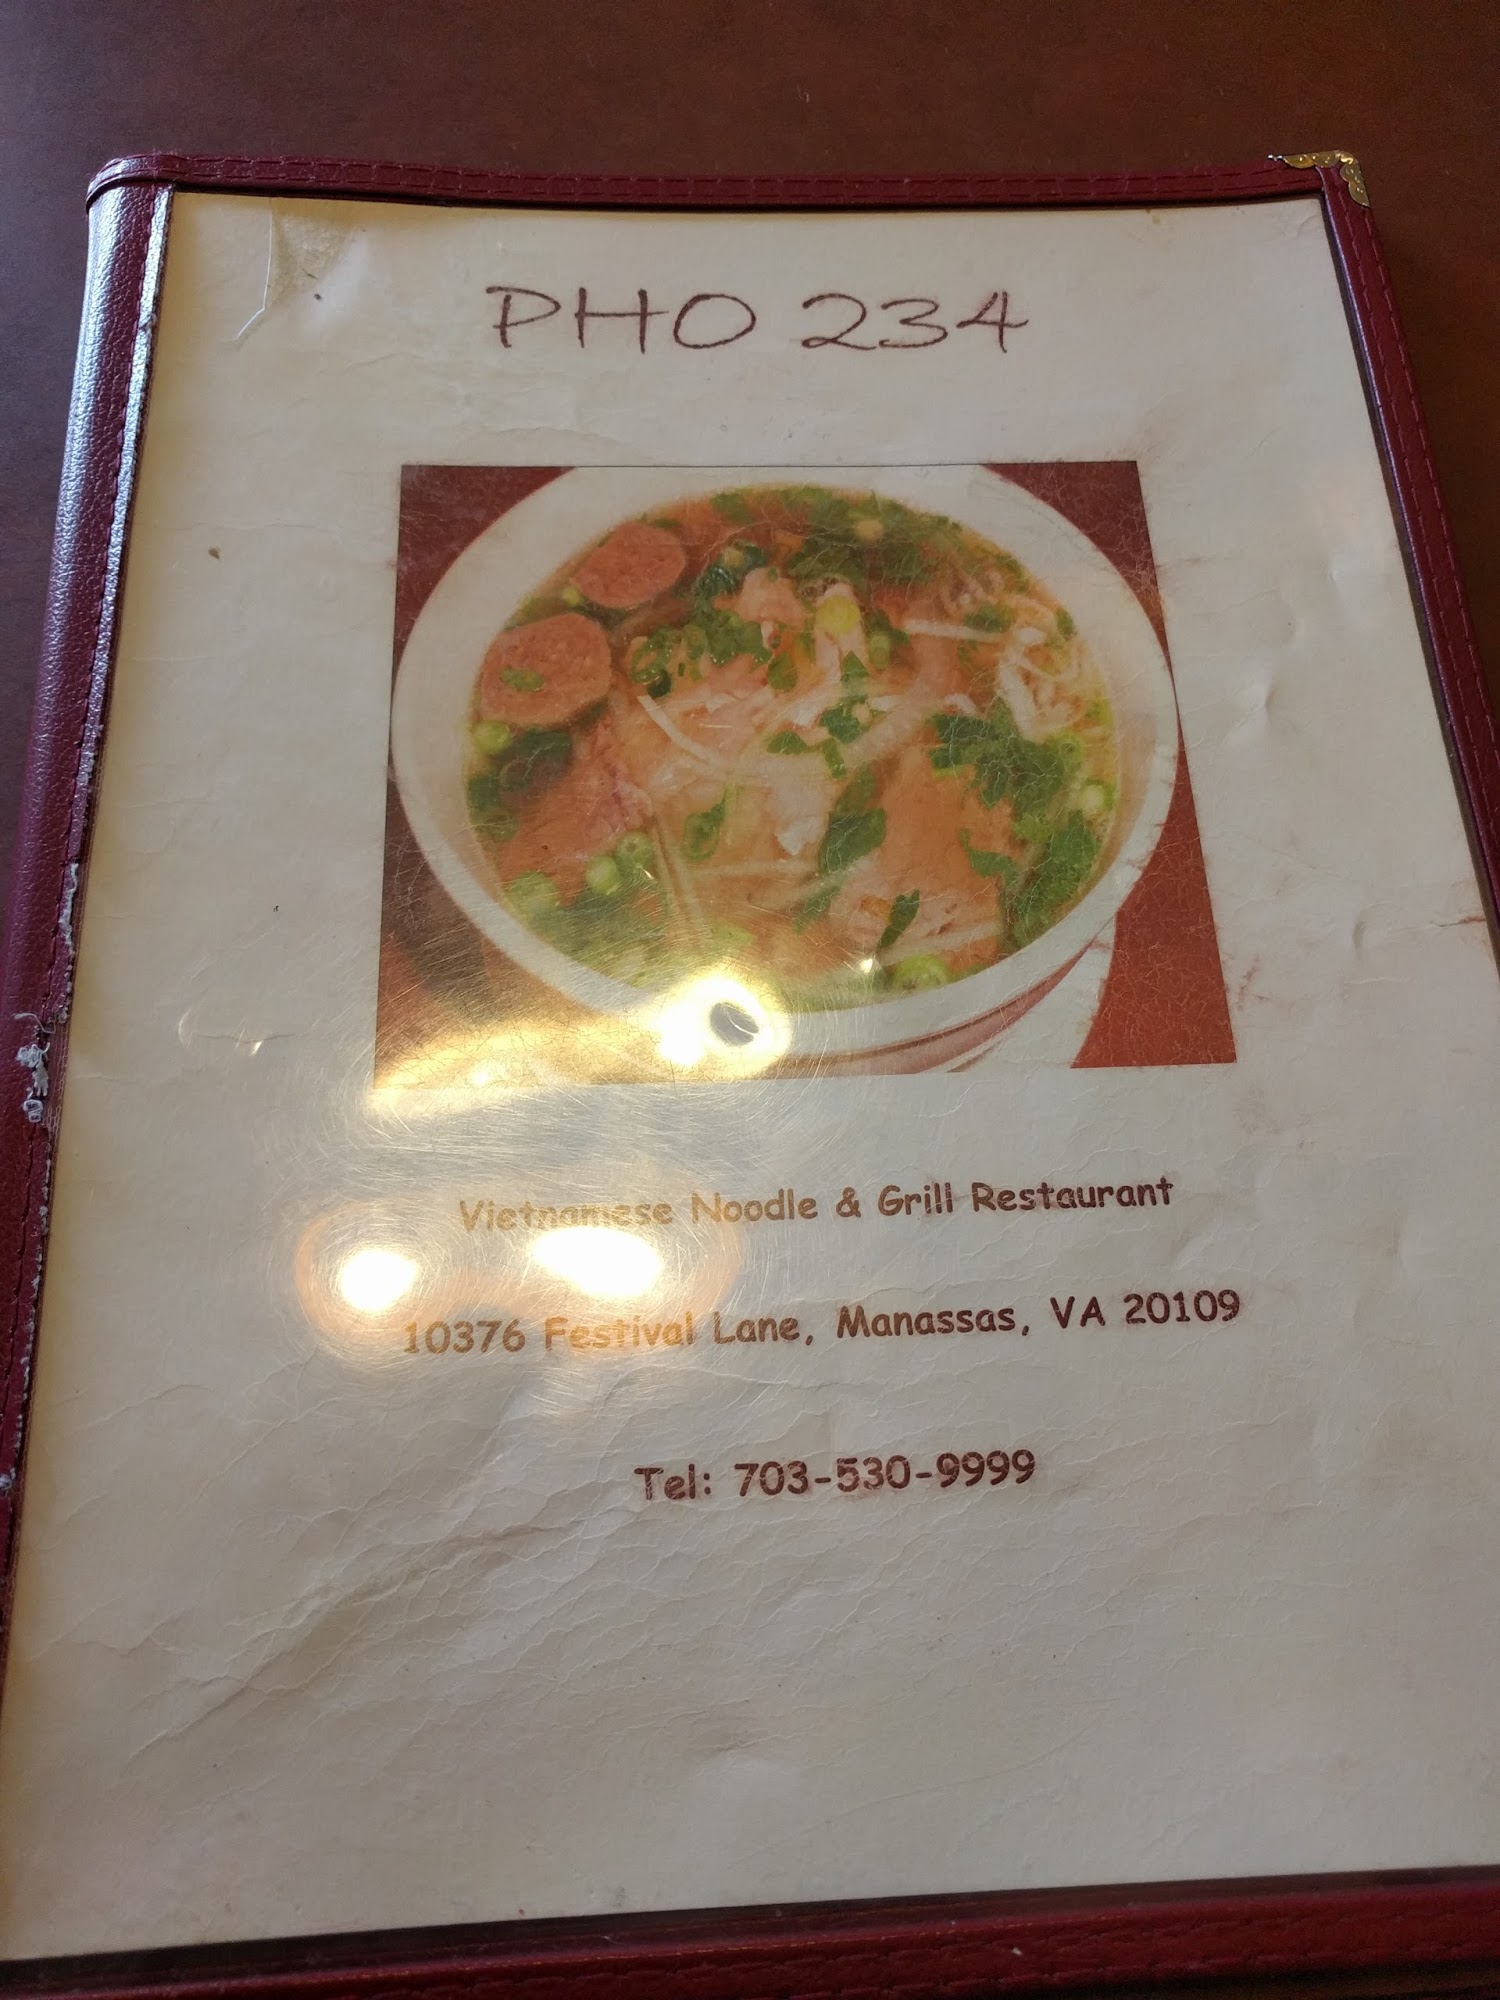 PHO 234
Vietnamese Noodle & Grill Restaurant
10376 Festival Lane, Manassas, VA 20109
Tel: 703-530-9999